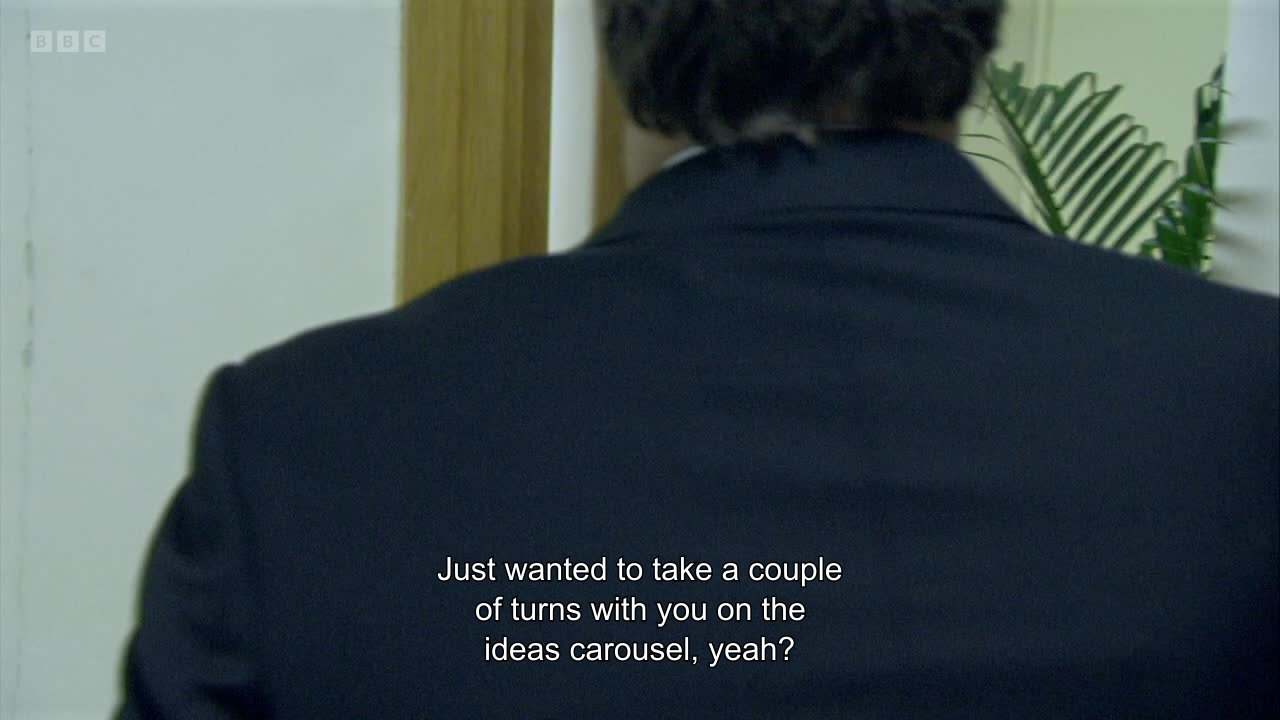 BBC
Just wanted to take a couple
of turns with you on the
ideas carousel, yeah?